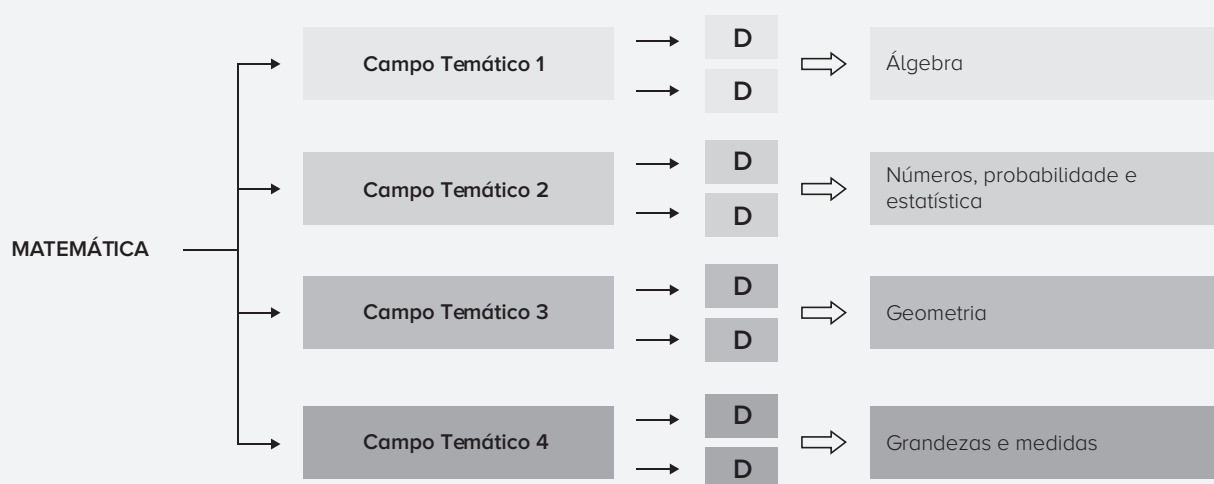 MATEMÁTICA
Campo Temático 1
D
D
Álgebra
Campo Temático 2
D
D
Números, probabilidade e
estatística
Campo Temático 3
D
D
Geometria
Campo Temático 4
D
D
Grandezas e medidas